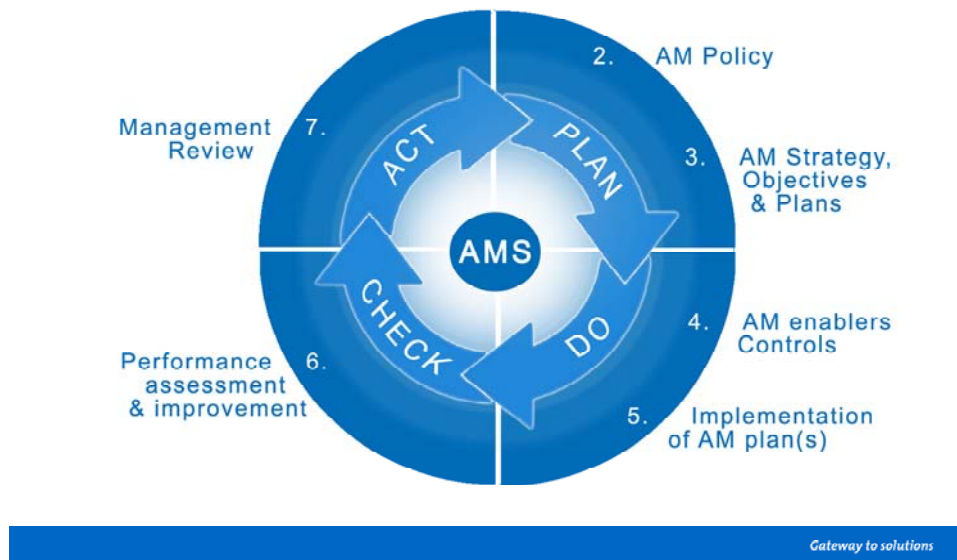 2.
AM Policy
Management
Review
7.
ACT
PLAN
3.
AM Strategy,
Objectives
& Plans
AMS
CHECK
DO
4.
AM enablers
Controls
Performance
assessment
& improvement
6.
5.
Implementation
of AM plan(s)
Gateway to solutions